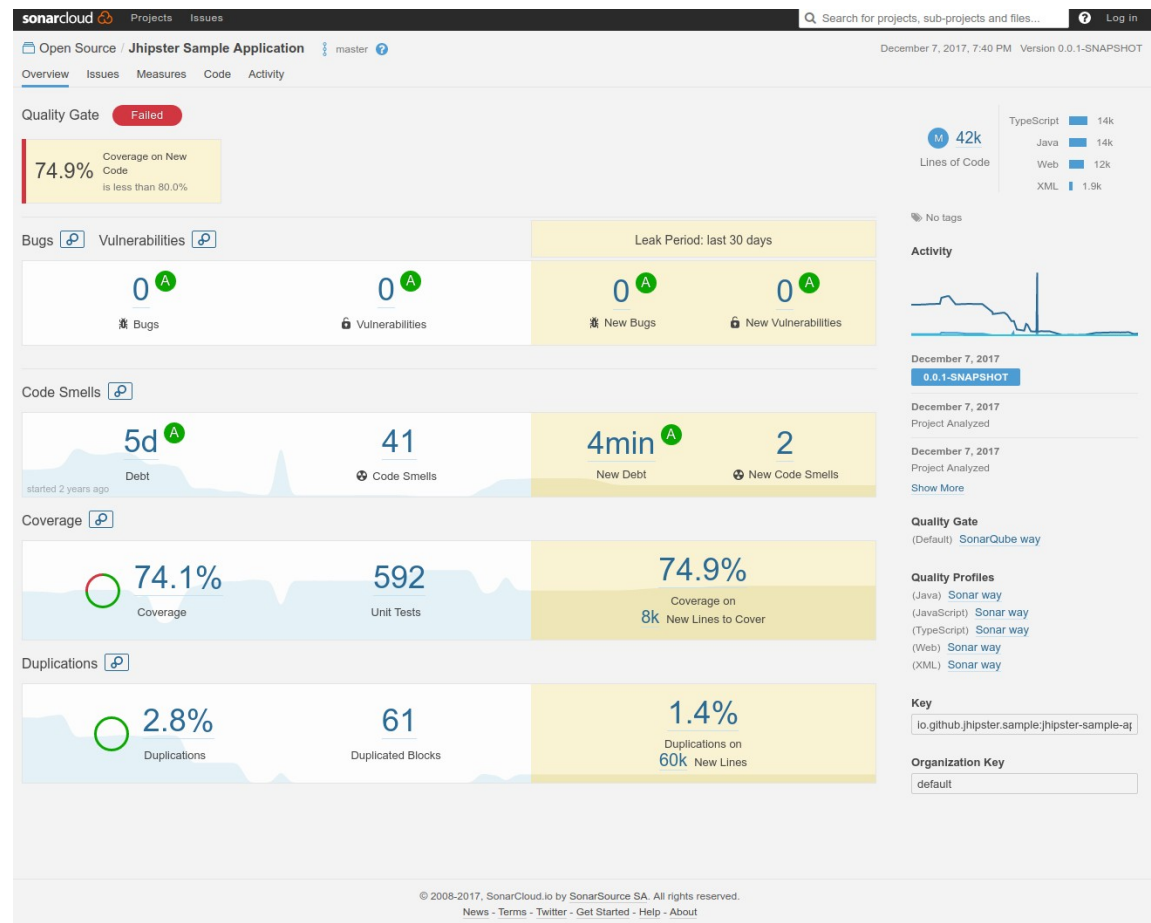 sonarcloud Projects Issues Search for projects, sub-projects and files... ? Log in
Open Source / Jhipster Sample Application master ? December 7, 2017, 7:40 PM Version 0.0.1-SNAPSHOT
Overview Issues Measures Code Activity
Quality Gate Failed
74.9% Coverage on New
Code
is less than 80.0%
M 42k
Lines of Code
TypeScript 14k
Java 14k
Web 12k
XML 1.9k
No tags
Bugs Vulnerabilities
Leak Period: last 30 days
0 A 0 A 0 A 0 A
Bugs Vulnerabilities New Bugs New Vulnerabilities
Code Smells
5d A 41 4min A 2
Debt Code Smells New Debt New Code Smells
started 2 years ago
Coverage
74.1% 592 74.9%
Coverage Unit Tests Coverage on
8k New Lines to Cover
Duplications
2.8% 61 1.4%
Duplications Duplicated Blocks Duplications on
60k New Lines
Activity
December 7, 2017
0.0.1-SNAPSHOT
December 7, 2017
Project Analyzed
December 7, 2017
Project Analyzed
Show More
Quality Gate
(Default) SonarQube way
Quality Profiles
(Java) Sonar way
(JavaScript) Sonar way
(TypeScript) Sonar way
(Web) Sonar way
(XML) Sonar way
Key
io.github.jhipster.sample:jhipster-sample-ap
Organization Key
default
© 2008-2017, SonarCloud.io by SonarSource SA. All rights reserved.
News - Terms - Twitter - Get Started - Help - About